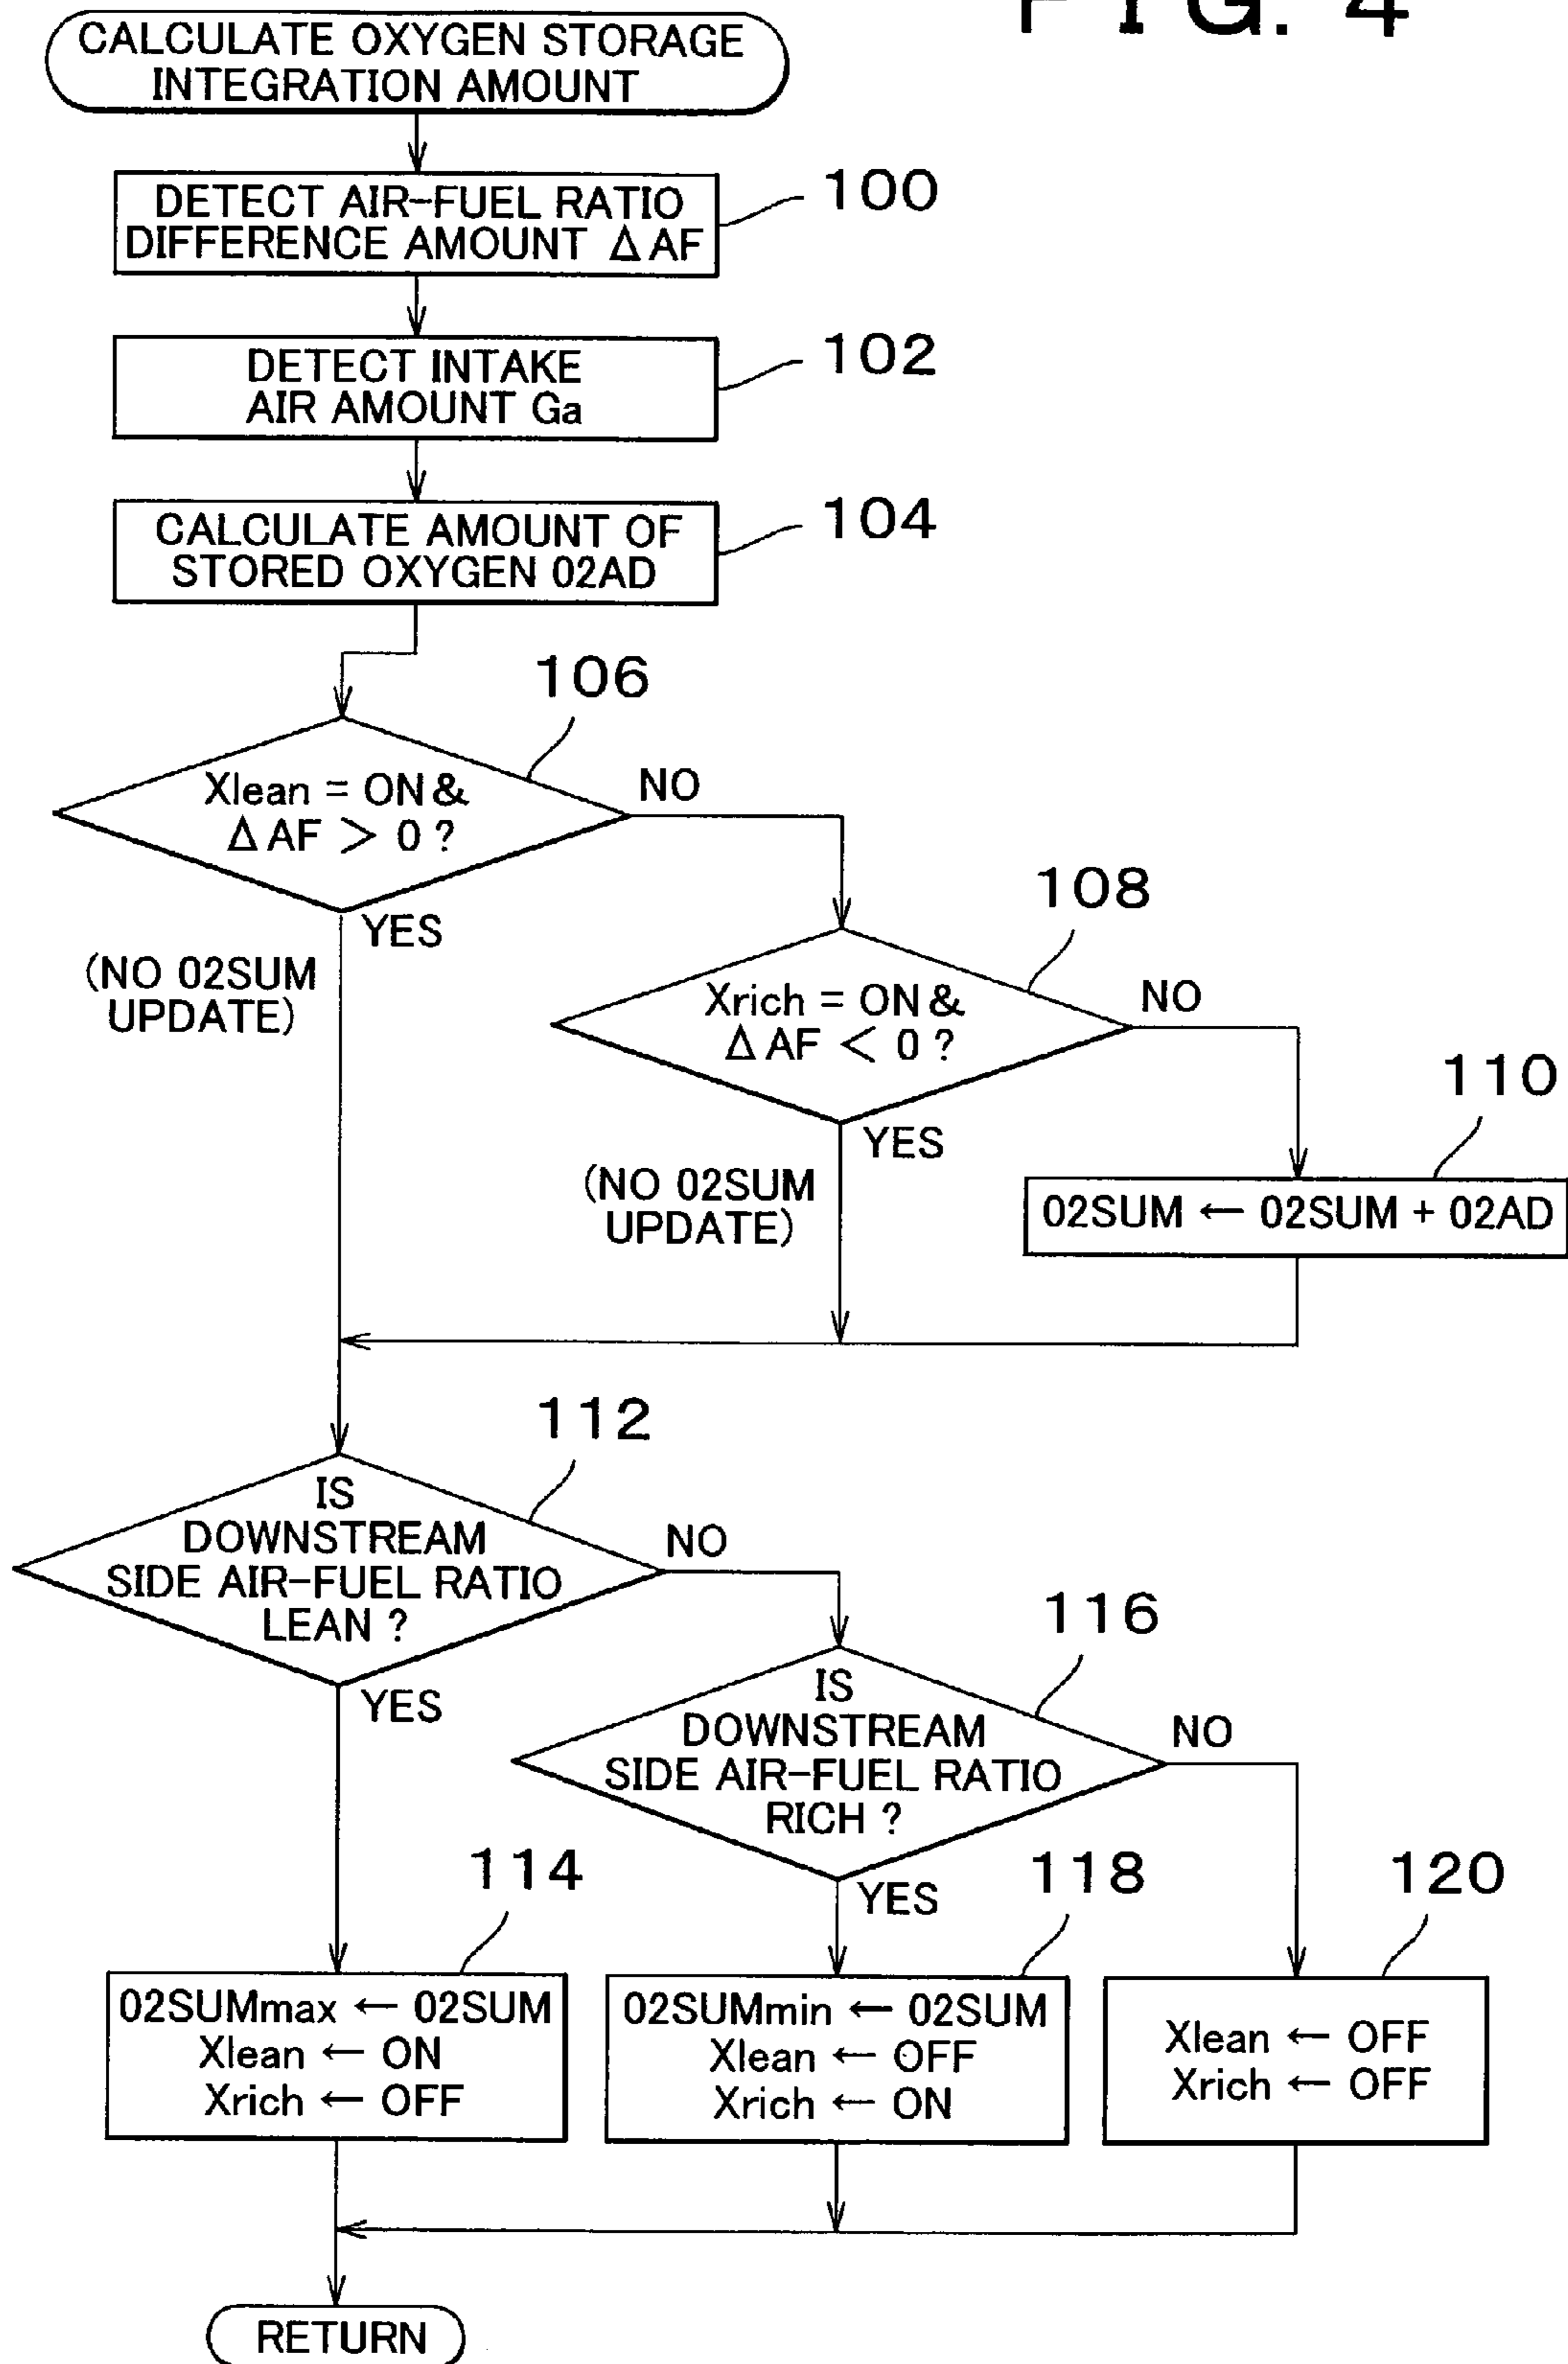 FIG. 4
CALCULATE OXYGEN STORAGE
INTEGRATION AMOUNT
DETECT AIR-FUEL RATIO
DIFFERENCE AMOUNT Δ AF
100
DETECT INTAKE
AIR AMOUNT Ga
102
CALCULATE AMOUNT OF
STORED OXYGEN 02AD
104
106
Xlean = ON &
Δ AF > 0 ?
NO
YES
(NO 02SUM
UPDATE)
108
Xrich = ON &
Δ AF < 0 ?
NO
YES
(NO 02SUM
UPDATE)
110
02SUM ← 02SUM + 02AD
112
IS
DOWNSTREAM
SIDE AIR-FUEL RATIO
LEAN ?
NO
YES
116
IS
DOWNSTREAM
SIDE AIR-FUEL RATIO
RICH ?
NO
YES
114
02SUMmax ← 02SUM
Xlean ← ON
Xrich ← OFF
118
02SUMmin ← 02SUM
Xlean ← OFF
Xrich ← ON
120
Xlean ← OFF
Xrich ← OFF
RETURN